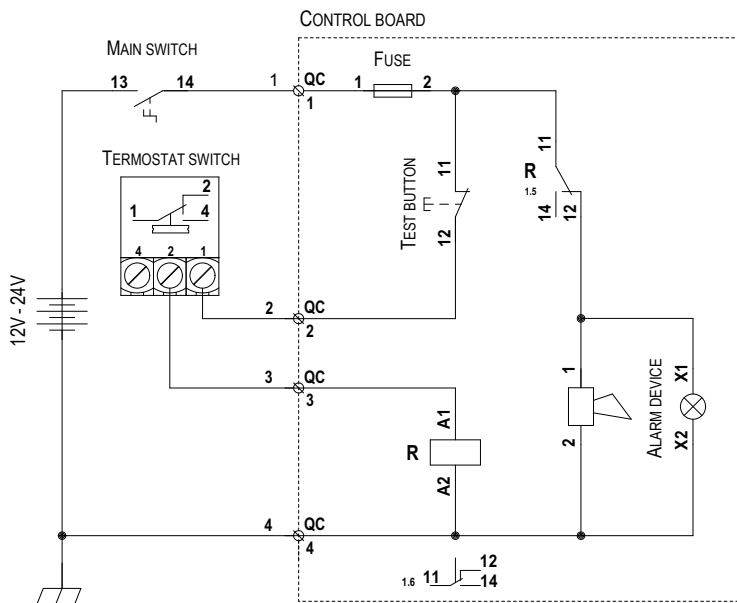 CONTROL BOARD
MAIN SWITCH
FUSE
13 14 1 QC 1 2
1
TERMOSTAT SWITCH
2
1 4
4 2 1
11
TEST BUTTON
12
11
R
1.5
14 12
12V - 24V
2 QC
2
3 QC
3
A1
R
A2
1
2
ALARM DEVICE
X1
X2
4 QC
4
12
1.6 11 14